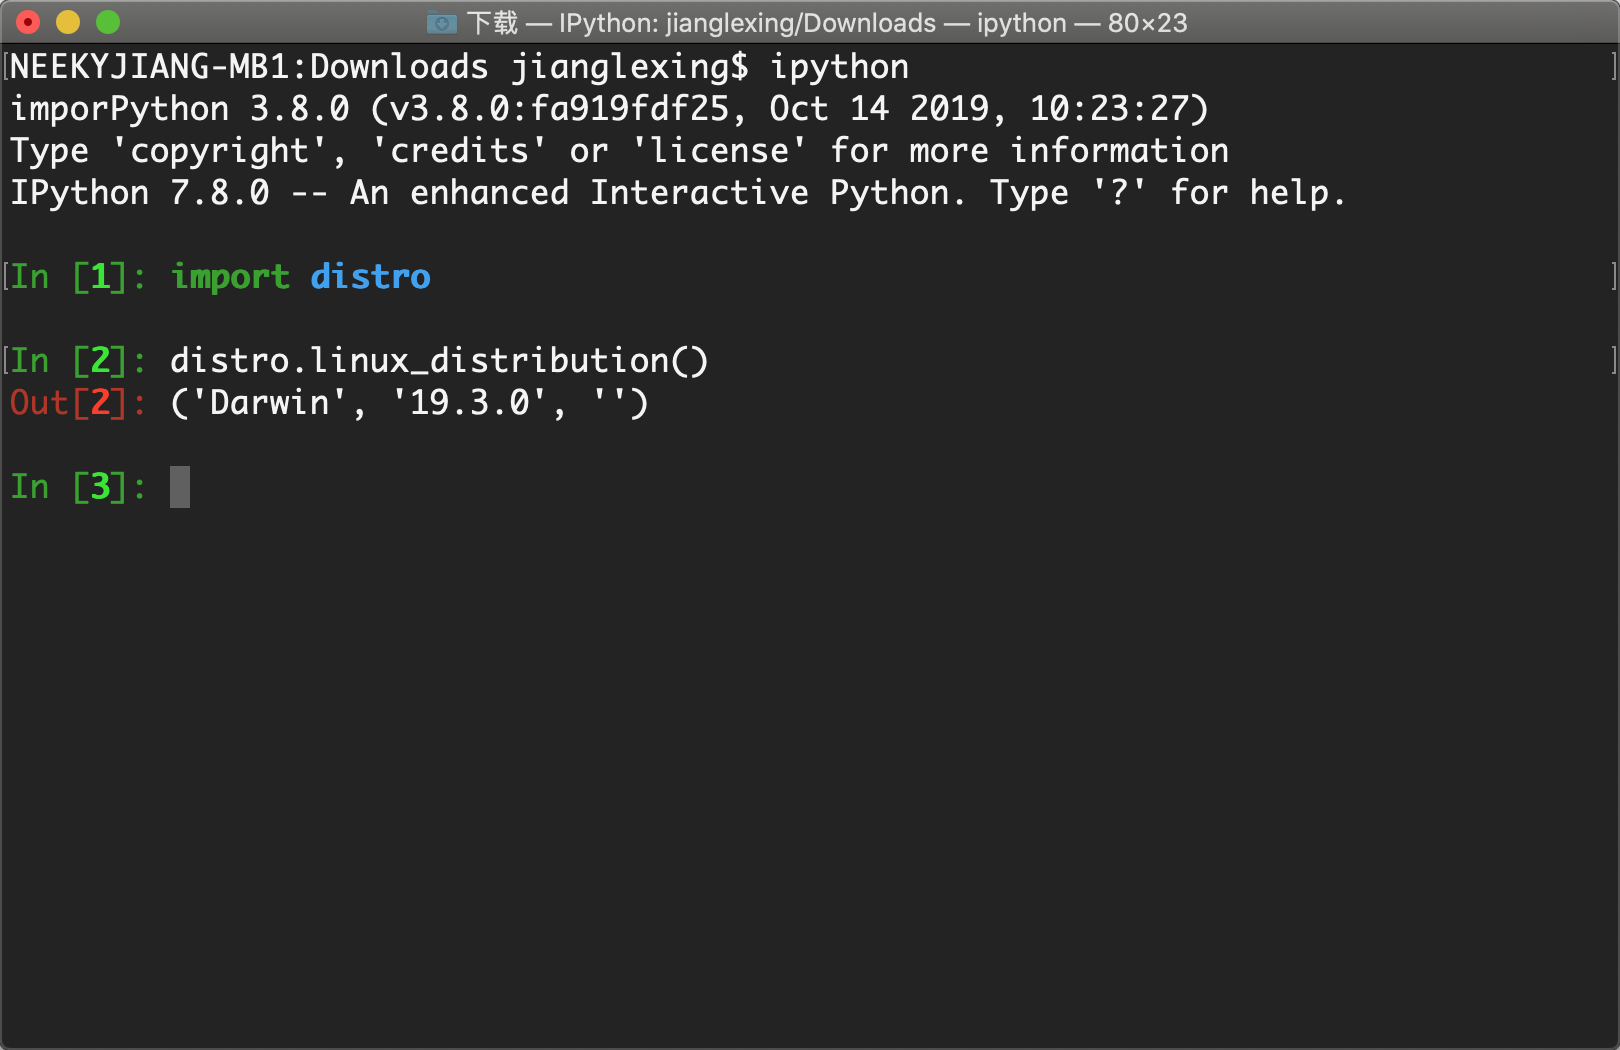 下载 — IPython: jianglexing/Downloads — ipython — 80×23
NEEKYJIANG-MB1:Downloads jianglexing$ ipython
imporPython 3.8.0 (v3.8.0:fa919fdf25, Oct 14 2019, 10:23:27)
Type 'copyright', 'credits' or 'license' for more information
IPython 7.8.0 -- An enhanced Interactive Python. Type '?' for help.
In [1]: import distro
In [2]: distro.linux_distribution()
Out[2]: ('Darwin', '19.3.0', '')
In [3]: